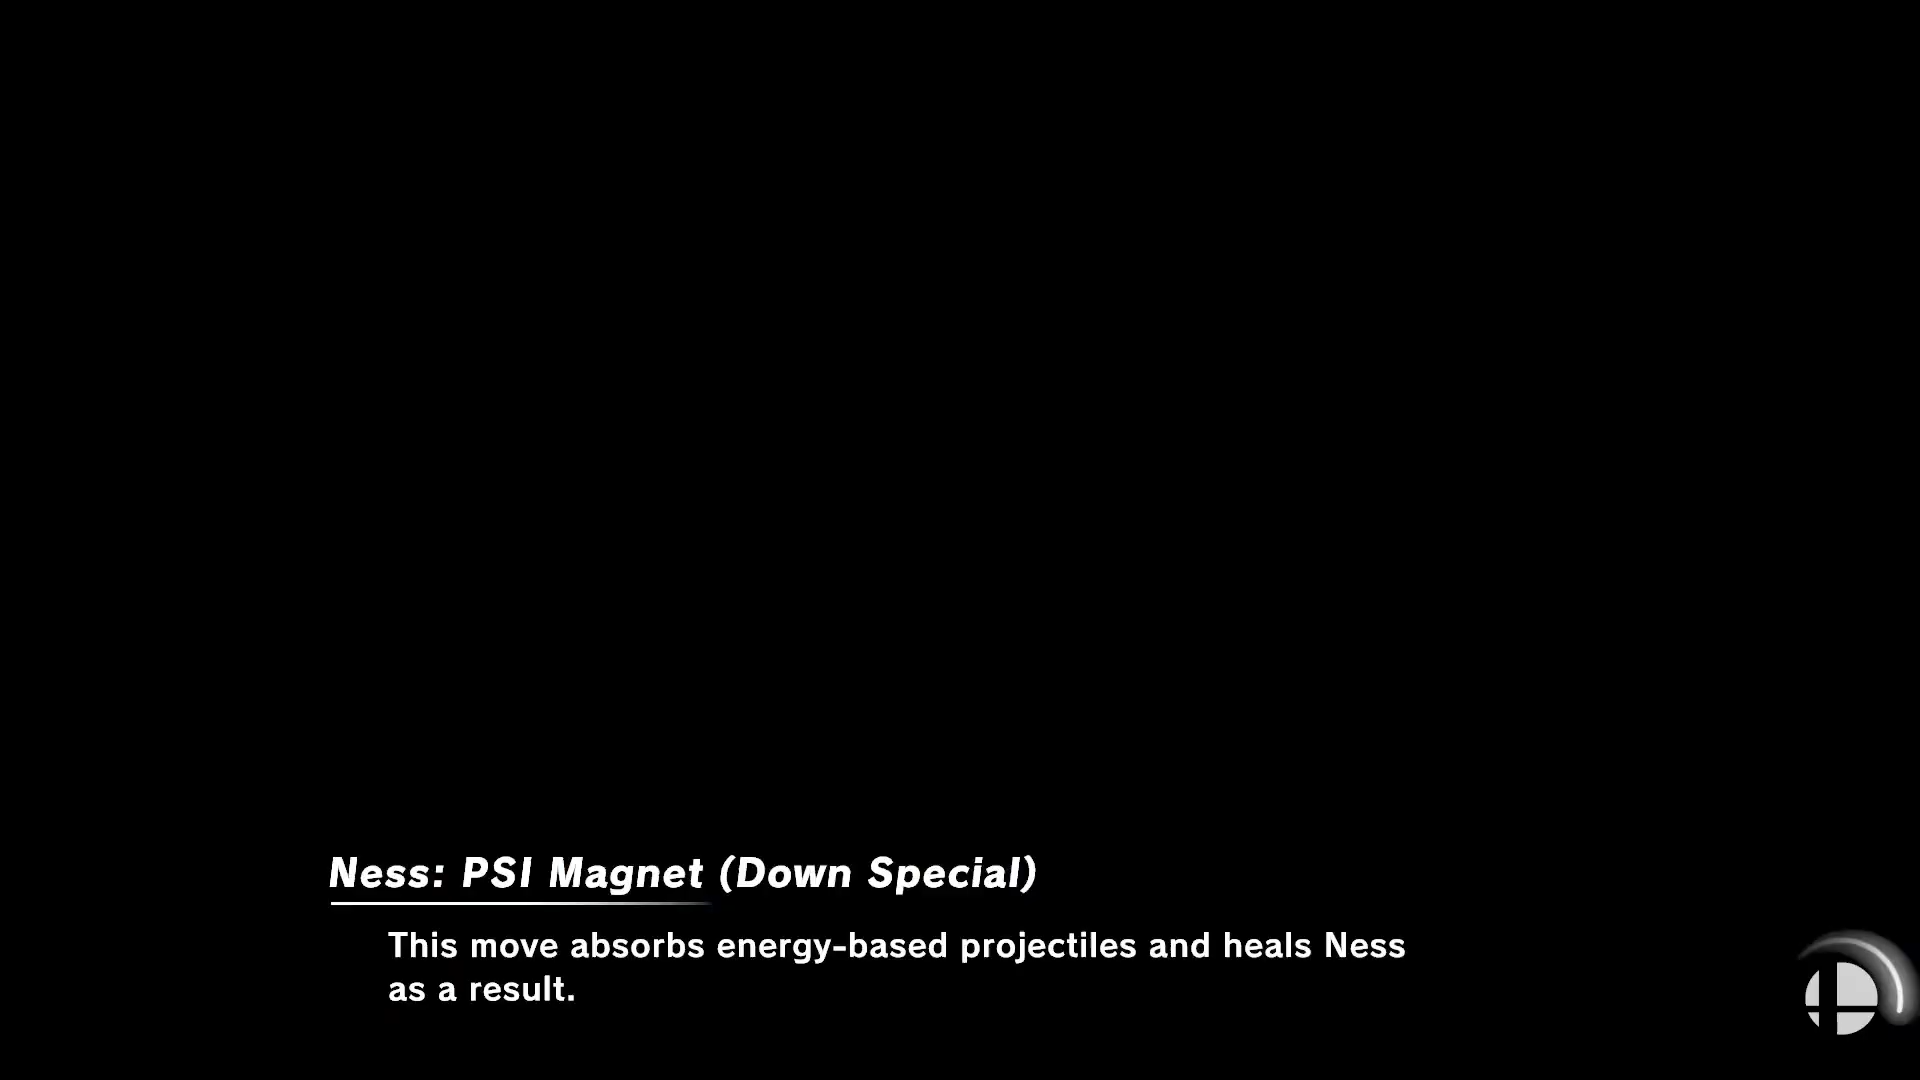 Ness: PSI Magnet (Down Special)
This move absorbs energy-based projectiles and heals Ness
as a result.